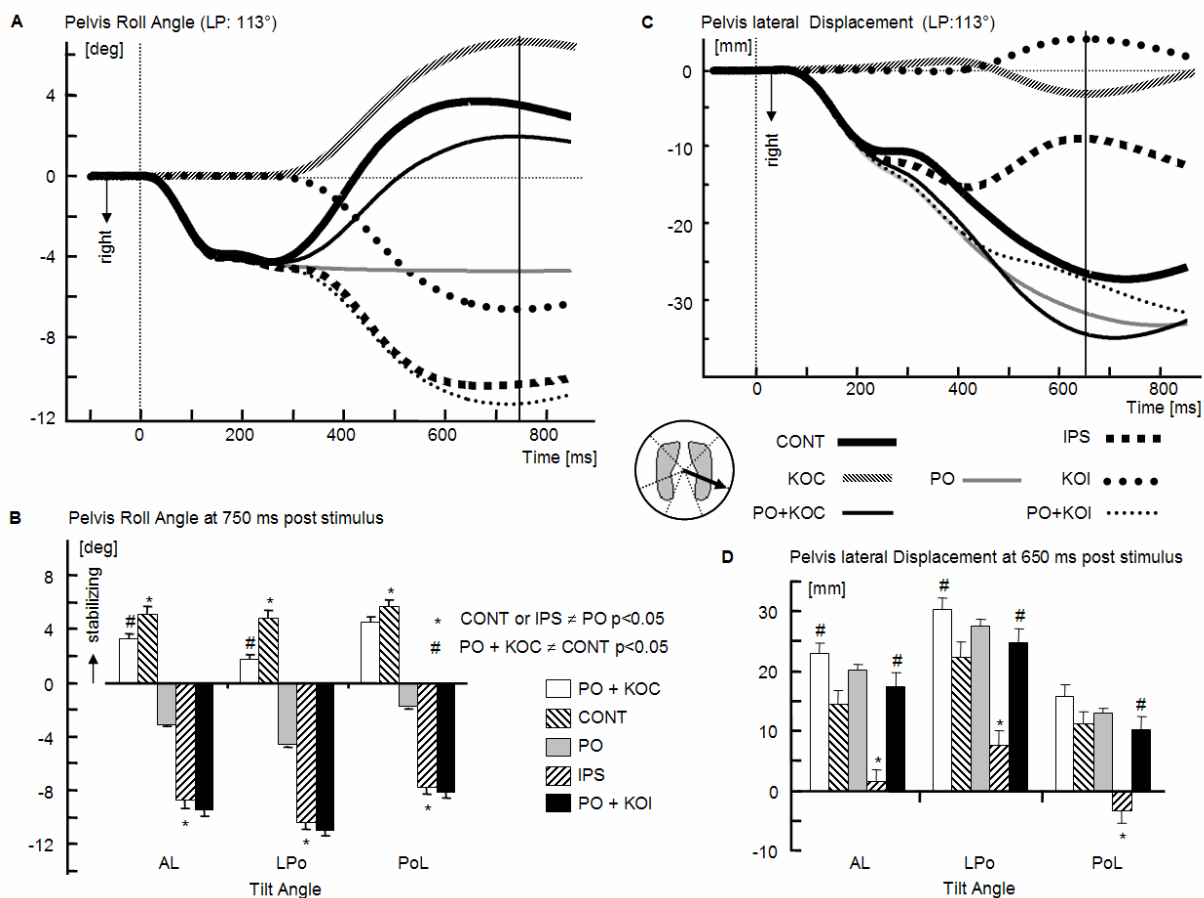 A Pelvis Roll Angle (LP: 113°)
[deg]
4
0
-4
-8
-12
right
0 200 400 600 800
Time [ms]
C Pelvis lateral Displacement (LP:113°)
[mm]
0
-10
-20
-30
right
0 200 400 600 800
Time [ms]
CONT
IPS
KOC
PO
KOI
PO+KOC
PO+KOI
B Pelvis Roll Angle at 750 ms post stimulus
[deg]
stabilizing
8
4
0
-4
-8
-12
# * # * *
* * *
AL LPo PoL
Tilt Angle
* CONT or IPS ≠ PO p<0.05
# PO + KOC ≠ CONT p<0.05
PO + KOC
CONT
PO
IPS
PO + KOI
D Pelvis lateral Displacement at 650 ms post stimulus
[mm]
30
20
10
0
-10
# * # # * # * #
AL LPo PoL
Tilt Angle